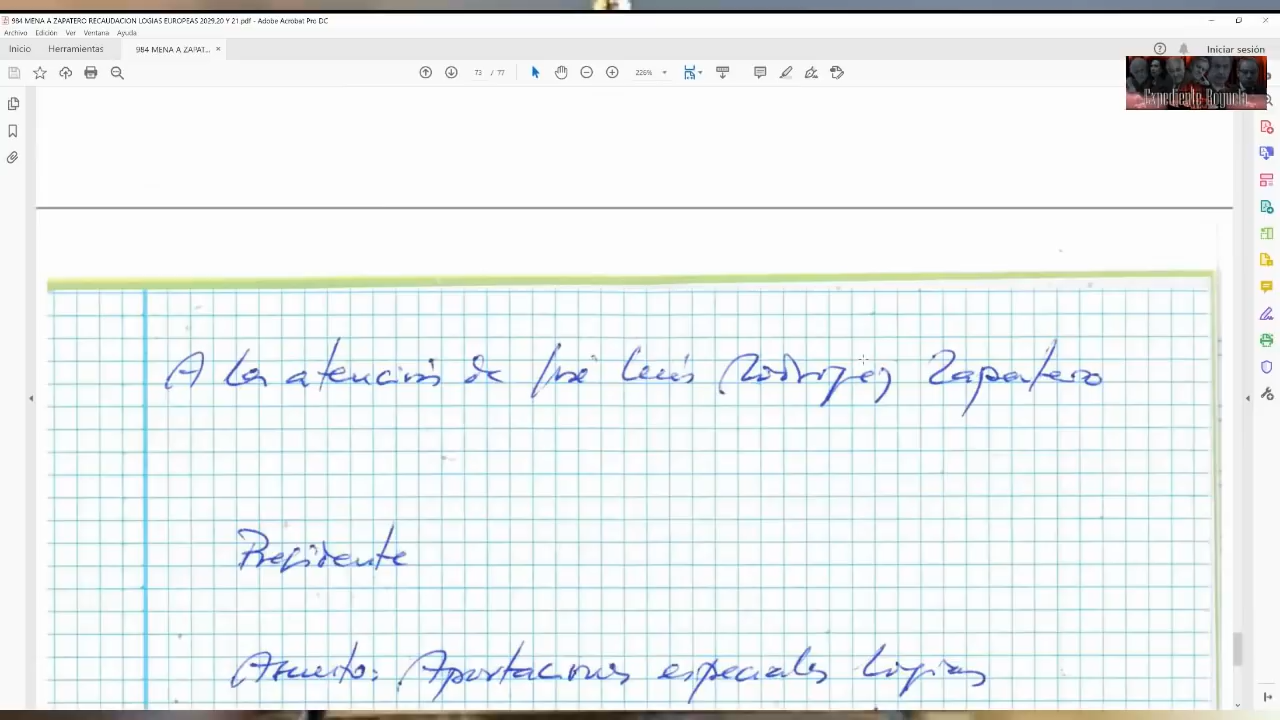 984 MENA A ZAPATERO RECAUDACION LOGIAS EUROPEAS 2029,20 Y 21.pdf - Adobe Acrobat Pro DC
Archivo Edición Ver Ventana Ayuda
Inicio Herramientas 984 MENA A ZAPAT... × Iniciar sesión
73 / 77 226%
Expediente Royuela
A la atención de José Luis Rodríguez Zapatero
Presidente
Asunto: Aportaciones especiales Logias